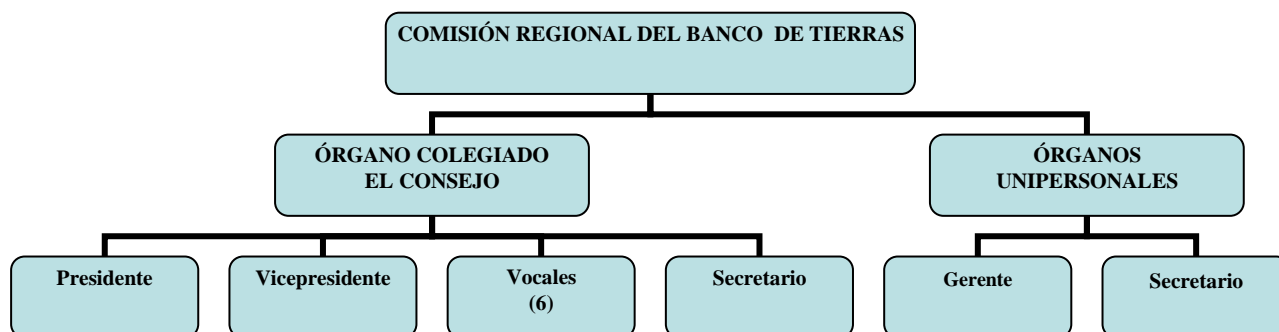 COMISIÓN REGIONAL DEL BANCO DE TIERRAS
ÓRGANO COLEGIADO
EL CONSEJO
ÓRGANOS
UNIPERSONALES
Presidente
Vicepresidente
Vocales
(6)
Secretario
Gerente
Secretario